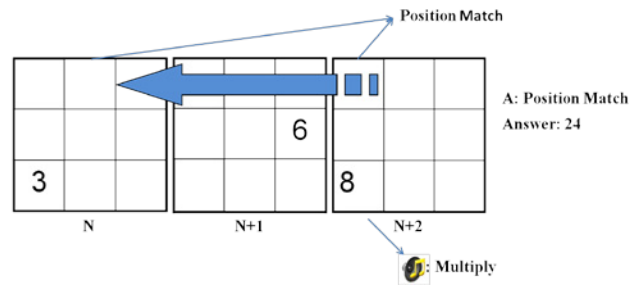 Position Match
A: Position Match
Answer: 24
6
3
8
N
N+1
N+2
: Multiply